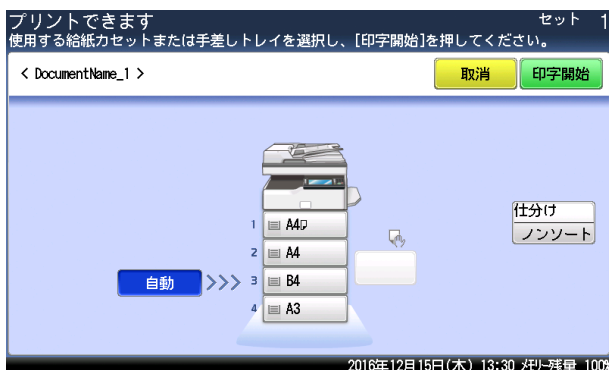 プリントできます
セット 1
使用する給紙カセットまたは手差しトレイを選択し、[印字開始]を押してください。
< DocumentName_1 >
取消
印字開始
1 A4
2 A4
自動 >>> 3 B4
4 A3
仕分け
ノンソート
2016年12月15日(木) 13:30 メモリー残量 100%